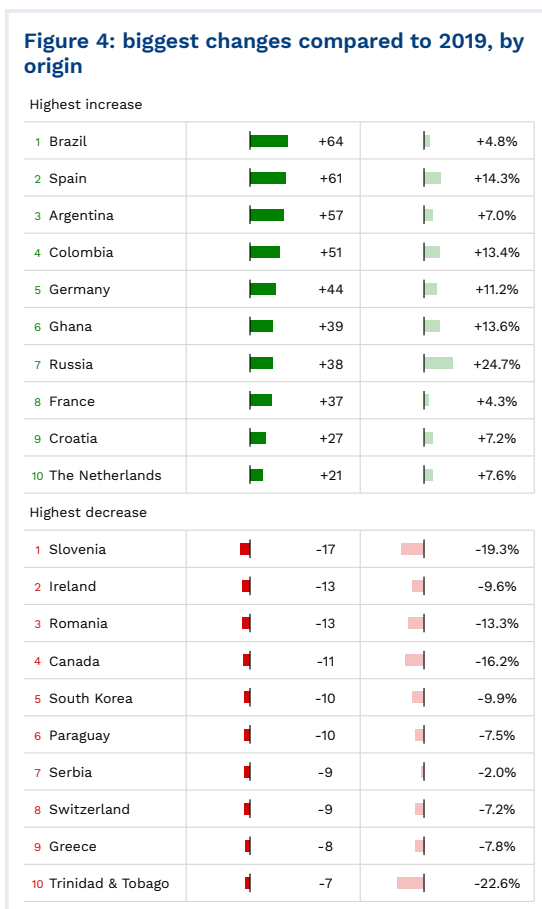 Figure 4: biggest changes compared to 2019, by
origin
Highest increase
1 Brazil +64 +4.8%
2 Spain +61 +14.3%
3 Argentina +57 +7.0%
4 Colombia +51 +13.4%
5 Germany +44 +11.2%
6 Ghana +39 +13.6%
7 Russia +38 +24.7%
8 France +37 +4.3%
9 Croatia +27 +7.2%
10 The Netherlands +21 +7.6%
Highest decrease
1 Slovenia -17 -19.3%
2 Ireland -13 -9.6%
3 Romania -13 -13.3%
4 Canada -11 -16.2%
5 South Korea -10 -9.9%
6 Paraguay -10 -7.5%
7 Serbia -9 -2.0%
8 Switzerland -9 -7.2%
9 Greece -8 -7.8%
10 Trinidad & Tobago -7 -22.6%